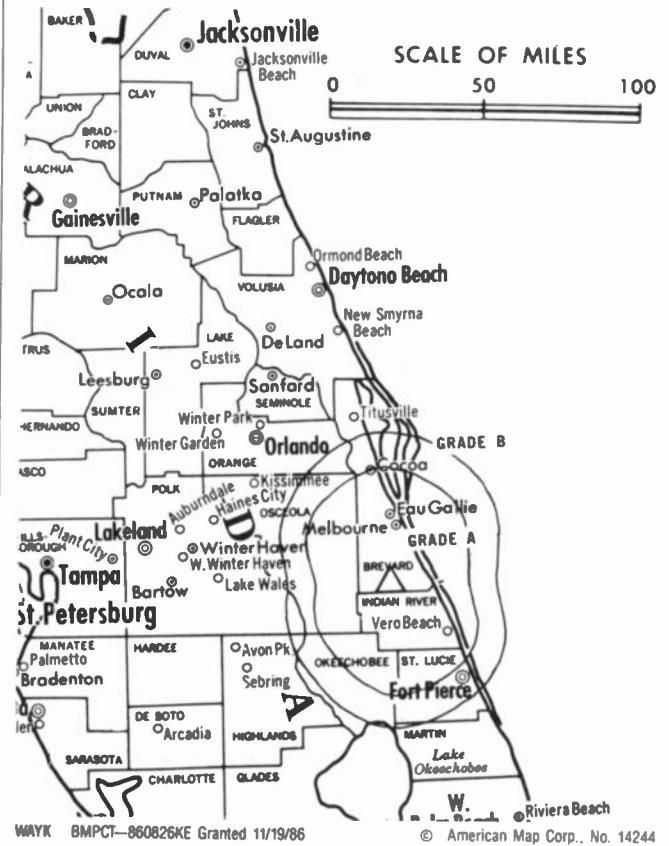 BAKER
Jacksonville
DUVAL
Jacksonville
Beach
SCALE OF MILES
0 50 100
CLAY
UNION
BRAD-
FORD
ST.
JOHNS
St. Augustine
ALACHUA
PUTNAM
Palatka
Gainesville
FLAGLER
MARION
Ormond Beach
Daytona Beach
Ocala
VOLUSIA
New Smyrna
Beach
I
LAKE
DeLand
TRUS
Eustis
Leesburg
Sanford
SEMINOLE
SUMTER
Titusville
HERNANDO
Winter Park
Winter Garden
Orlando
GRADE B
ORANGE
Cocoa
ASCO
POLK
Kissimmee
Auburndale
Haines City
OSCEOLA
D
Eau Gallie
Melbourne
GRADE A
ILLS-
OROUGH
Plant City
Lakeland
Winter Haven
W. Winter Haven
Tampa
Bartow
Lake Wales
BREVARD
INDIAN RIVER
St. Petersburg
Vero Beach
MANATEE
HARDEE
Avon Pk
OKEECHOBEE
ST. LUCIE
Palmetto
Bradenton
Sebring
Fort Pierce
A
DE SOTO
Arcadia
HIGHLANDS
MARTIN
SARASOTA
Lake
Okeechobee
CHARLOTTE
GLADES
W.
Palm Beach
Riviera Beach
WAYK BMPCT—860826KE Granted 11/19/86
© American Map Corp., No. 14244